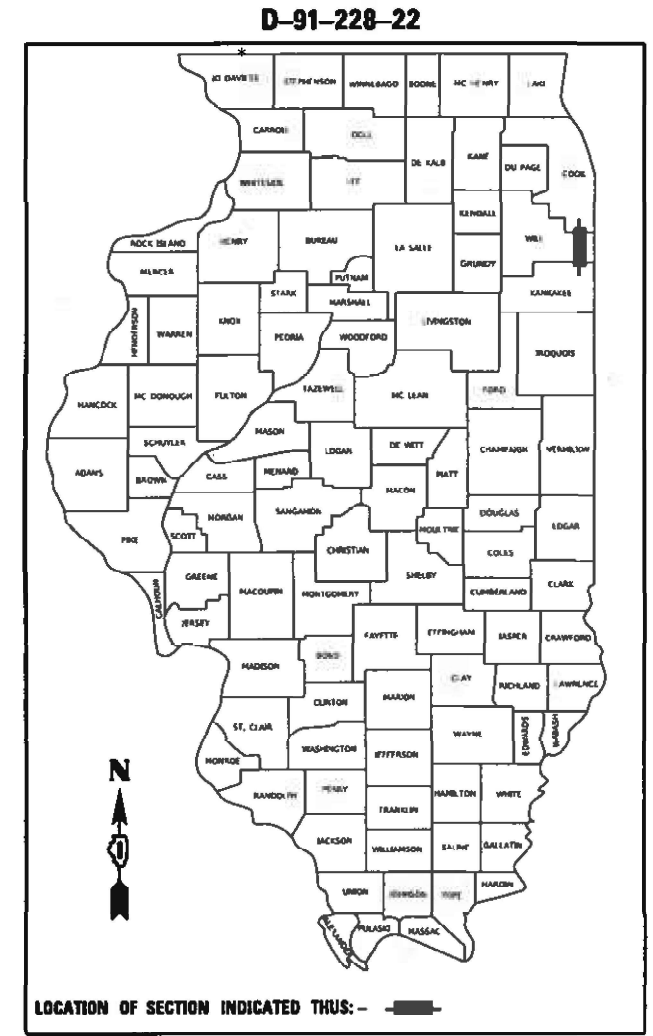 D-91-228-22
*
JO DAVIESS STEPHENSON WINNEBAGO BOONE MC HENRY LAKE
CARROLL OGLE DE KALB KANE DU PAGE COOK
WHITESIDE LEE KENDALL
ROCK ISLAND HENRY BUREAU LA SALLE GRUNDY WILL
MERCER PUTNAM
STARK MARSHALL KANKAKEE
HENDERSON WARREN KNOX PEORIA WOODFORD LIVINGSTON
IROQUOIS
HANCOCK MC DONOUGH FULTON TAZEWELL MC LEAN FORD
SCHUYLER MASON LOGAN DE WITT CHAMPAIGN VERMILION
ADAMS BROWN CASS MENARD MACON PIATT
PIKE SCOTT MORGAN SANGAMON MOULTRIE DOUGLAS EDGAR
CHRISTIAN COLES
CALHOUN GREENE MACOUPIN MONTGOMERY SHELBY CUMBERLAND CLARK
JERSEY FAYETTE EFFINGHAM JASPER CRAWFORD
MADISON BOND CLAY RICHLAND LAWRENCE
CLINTON MARION
ST. CLAIR WASHINGTON JEFFERSON WAYNE EDWARDS WABASH
MONROE
RANDOLPH PERRY HAMILTON WHITE
FRANKLIN
JACKSON WILLIAMSON SALINE GALLATIN
UNION JOHNSON POPE HARDIN
ALEXANDER PULASKI MASSAC
N
LOCATION OF SECTION INDICATED THUS: -